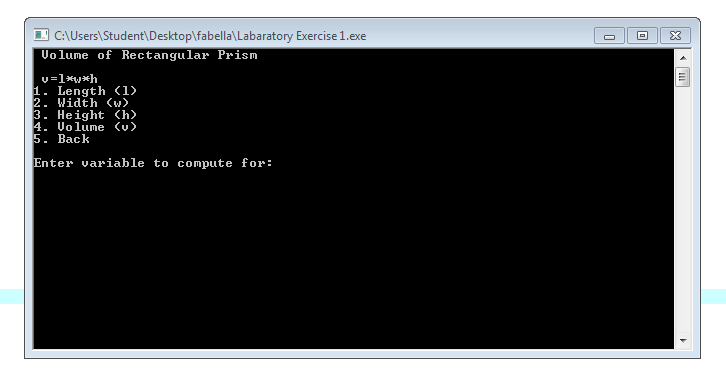 C:\Users\Student\Desktop\fabella\Labaratory Exercise 1.exe
Volume of Rectangular Prism
v=l*w*h
1. Length (l)
2. Width (w)
3. Height (h)
4. Volume (v)
5. Back
Enter variable to compute for: